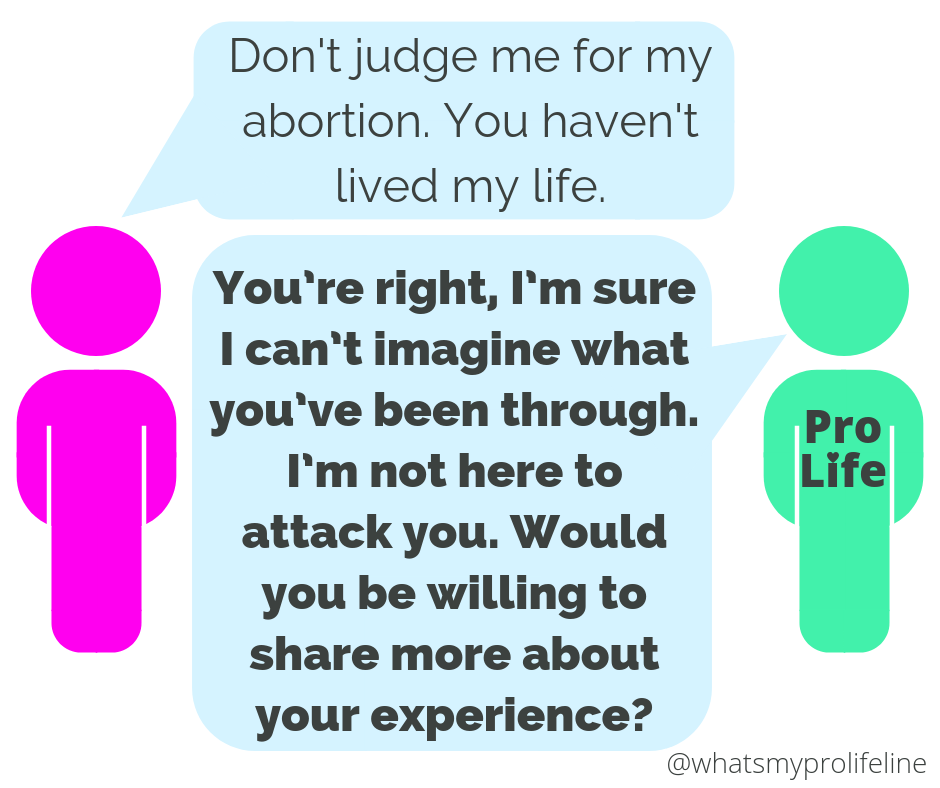 Don't judge me for my
abortion. You haven't
lived my life.
You’re right, I’m sure
I can’t imagine what
you’ve been through.
I’m not here to
attack you. Would
you be willing to
share more about
your experience?
Pro
Life
@whatsmyprolifeline